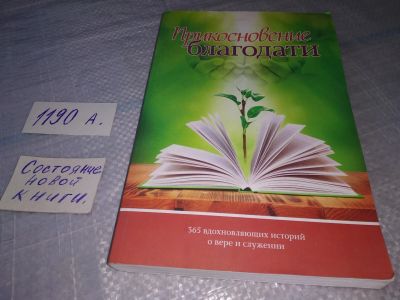 Прикосновение
благодати
365 вдохновляющих историй
о вере и служении
1190 А.
Состояние
новой
книги.